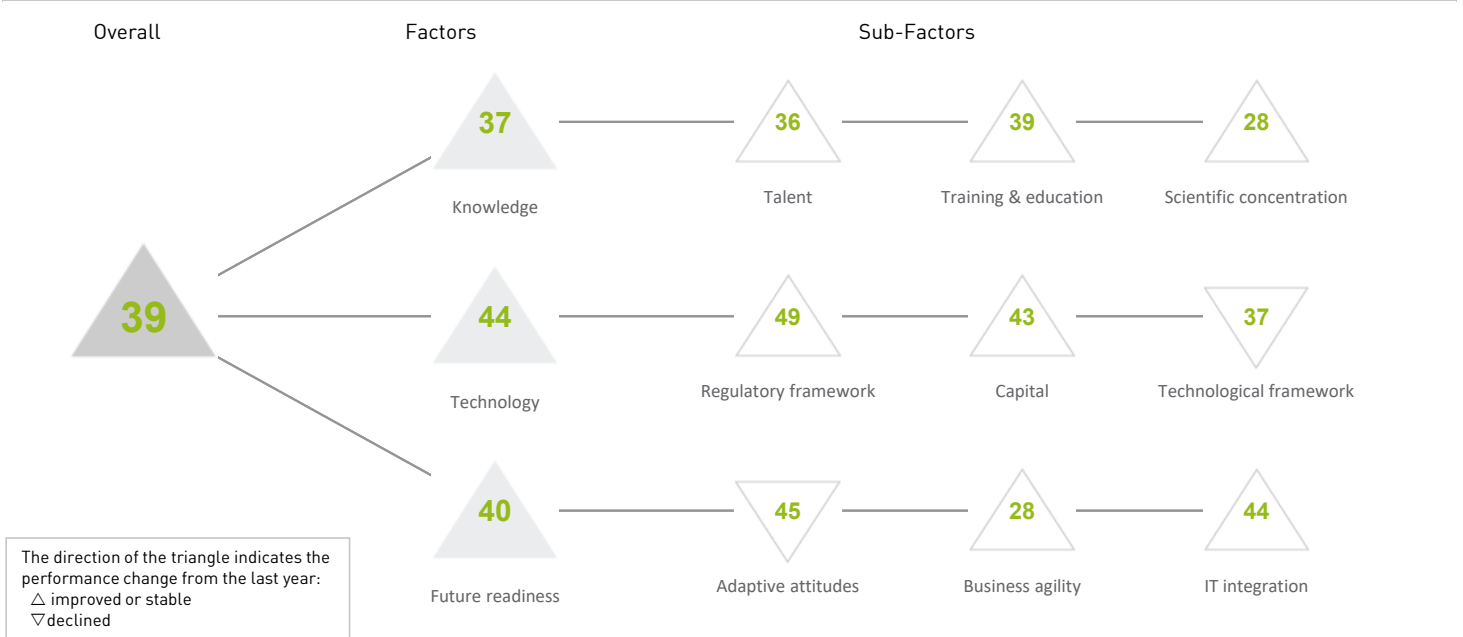 Overall Factors Sub-Factors
37 36 39 28
Knowledge Talent Training & education Scientific concentration
39 44 49 43 37
Technology Regulatory framework Capital Technological framework
40 45 28 44
Future readiness Adaptive attitudes Business agility IT integration
The direction of the triangle indicates the
performance change from the last year:
△ improved or stable
▽ declined